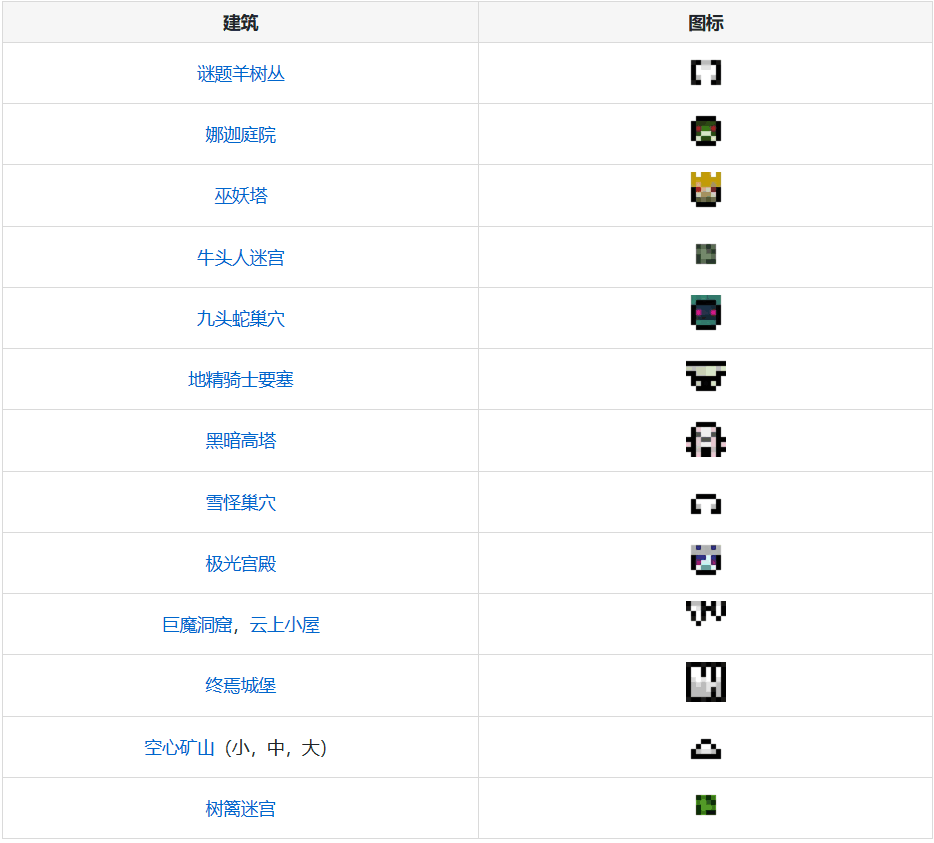 建筑 图标
谜题羊树丛
娜迦庭院
巫妖塔
牛头人迷宫
九头蛇巢穴
地精骑士要塞
黑暗高塔
雪怪巢穴
极光宫殿
巨魔洞窟，云上小屋
终焉城堡
空心矿山（小，中，大）
树篱迷宫